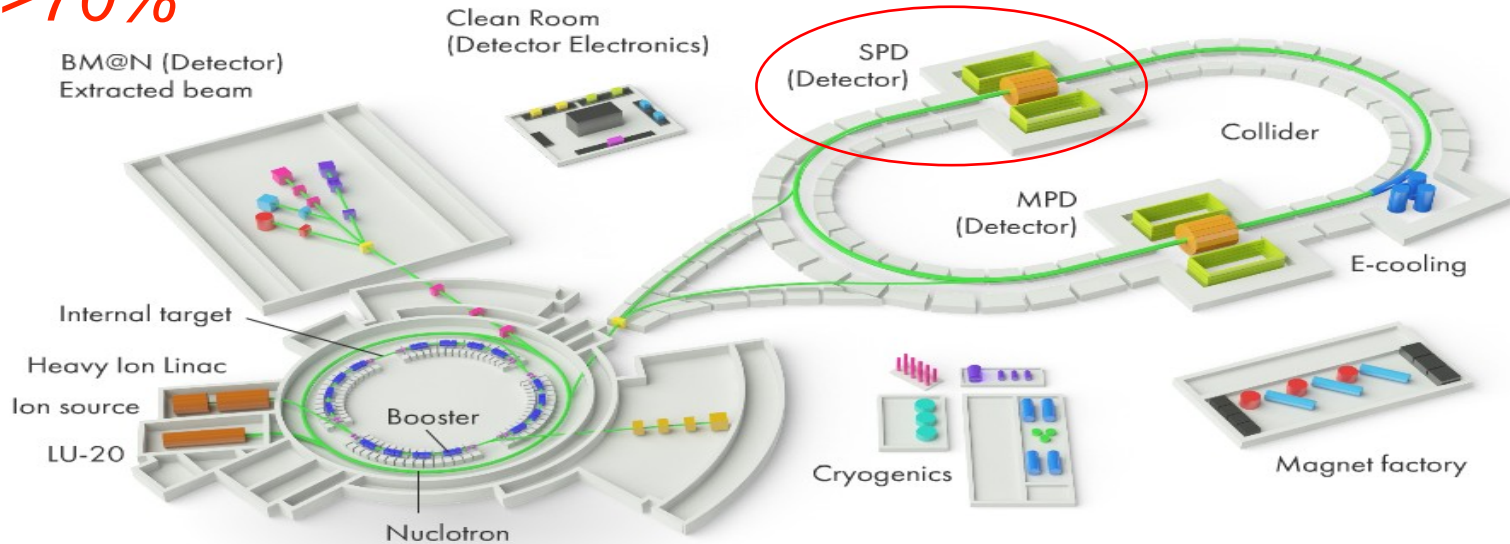 >70%
BM@N (Detector)
Extracted beam
Clean Room
(Detector Electronics)
SPD
(Detector)
Collider
MPD
(Detector)
E-cooling
Internal target
Heavy Ion Linac
Ion source
LU-20
Booster
Nuclotron
Cryogenics
Magnet factory